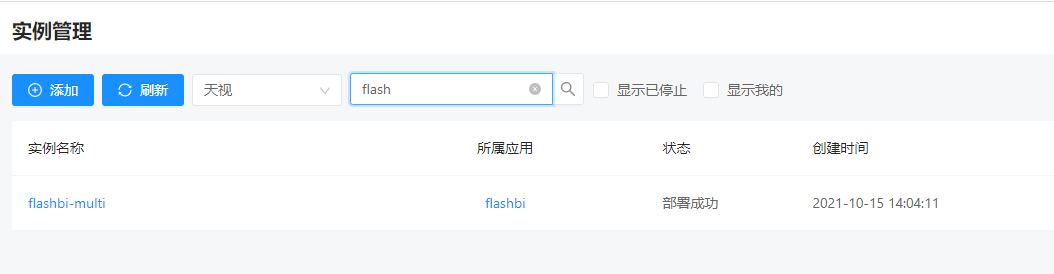 实例管理
添加 刷新 天视 flash 显示已停止 显示我的
实例名称 所属应用 状态 创建时间
flashbi-multi flashbi 部署成功 2021-10-15 14:04:11